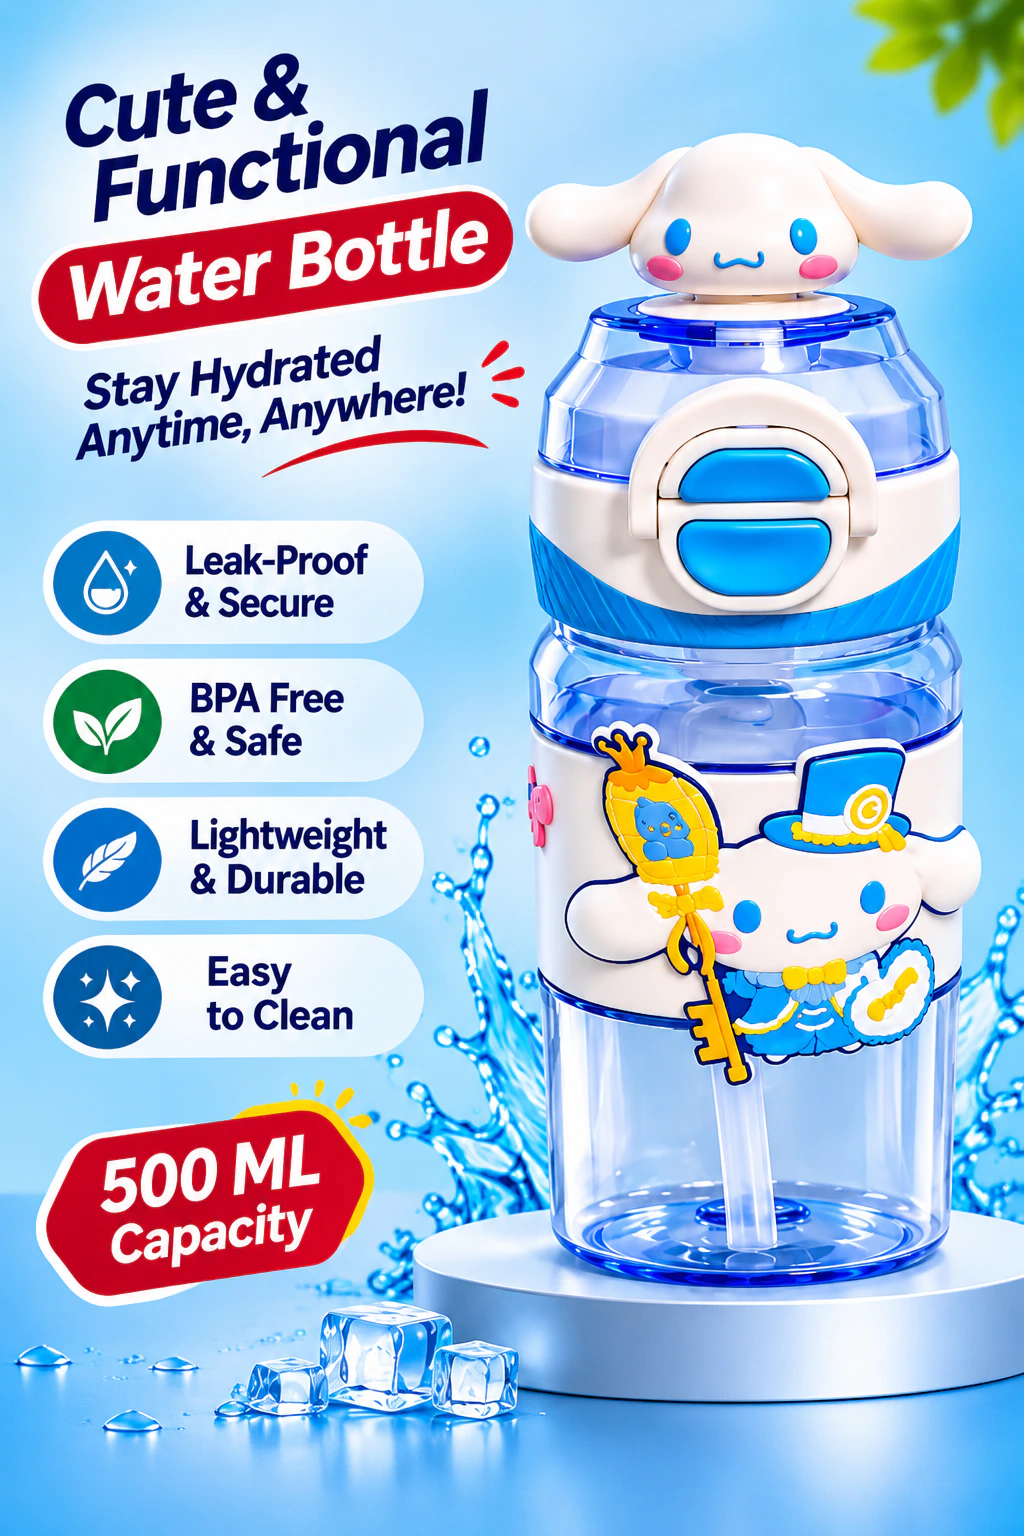 Cute &
Functional
Water Bottle
Stay Hydrated
Anytime, Anywhere!
Leak-Proof
& Secure
BPA Free
& Safe
Lightweight
& Durable
Easy
to Clean
500 ML
Capacity